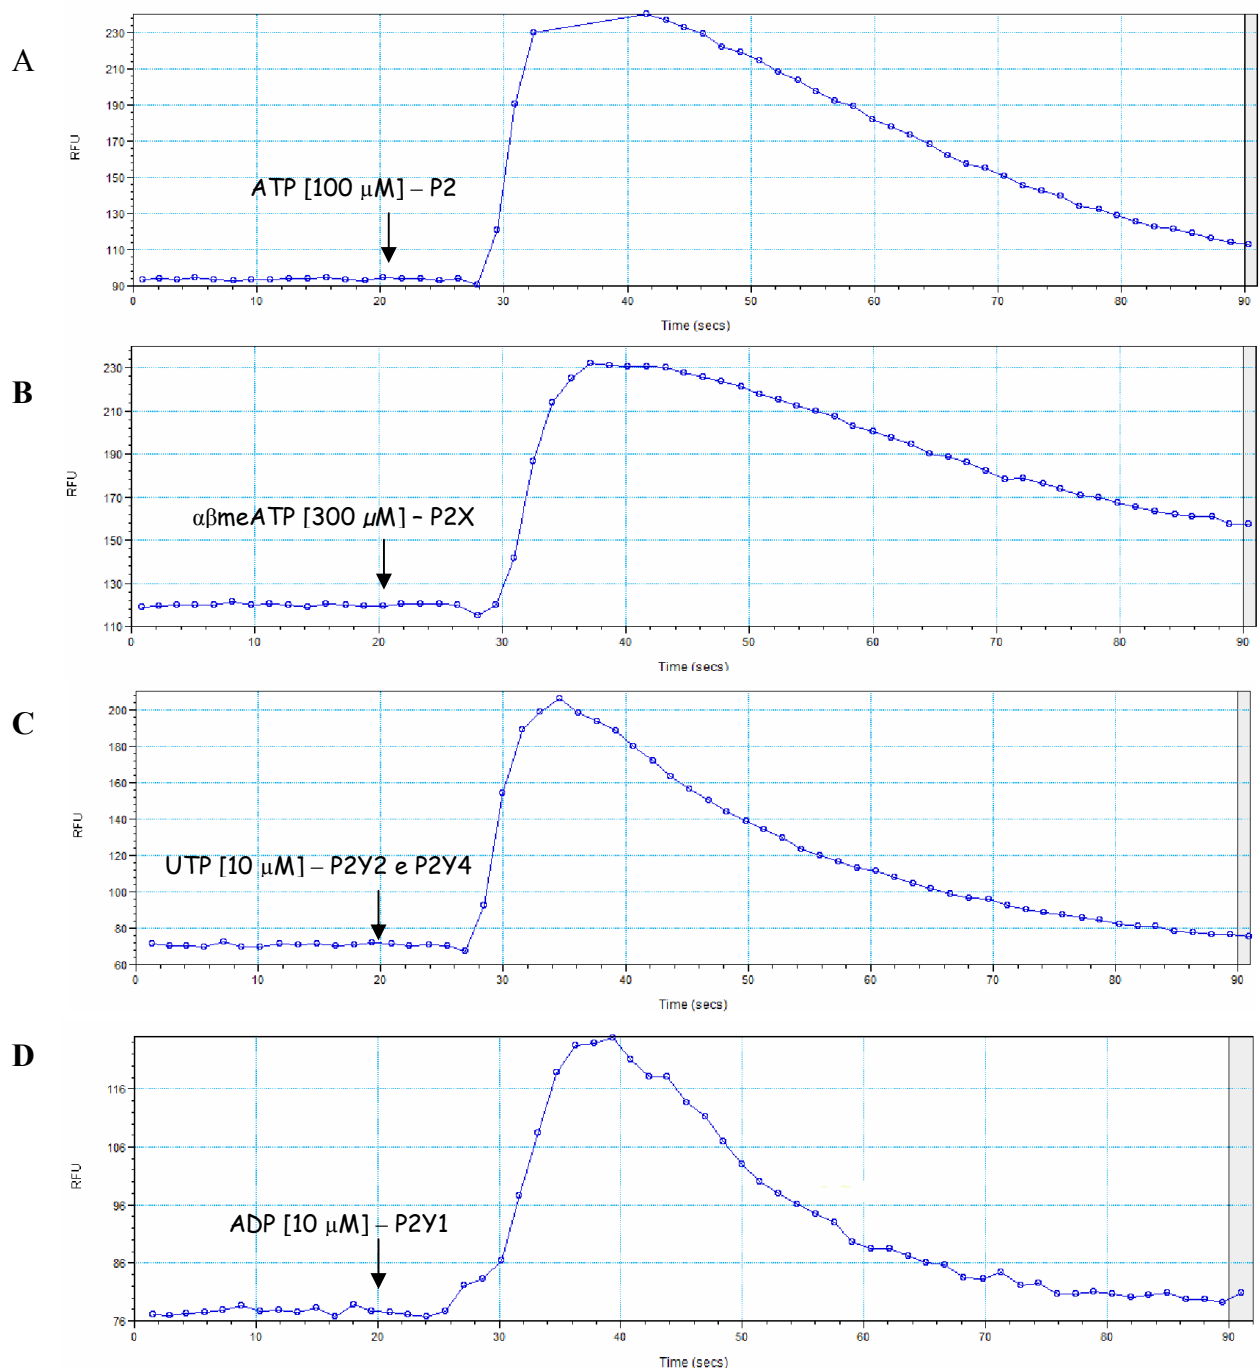 A
230
210
190
170
150
130
110
90
RFU
ATP [100 μM] – P2
0 10 20 30 40 50 60 70 80 90
Time (secs)
B
230
210
190
170
150
130
110
RFU
αβmeATP [300 μM] – P2X
0 10 20 30 40 50 60 70 80 90
Time (secs)
C
200
180
160
140
120
100
80
60
RFU
UTP [10 μM] – P2Y2 e P2Y4
0 10 20 30 40 50 60 70 80 90
Time (secs)
D
116
106
96
86
76
RFU
ADP [10 μM] – P2Y1
0 10 20 30 40 50 60 70 80 90
Time (secs)